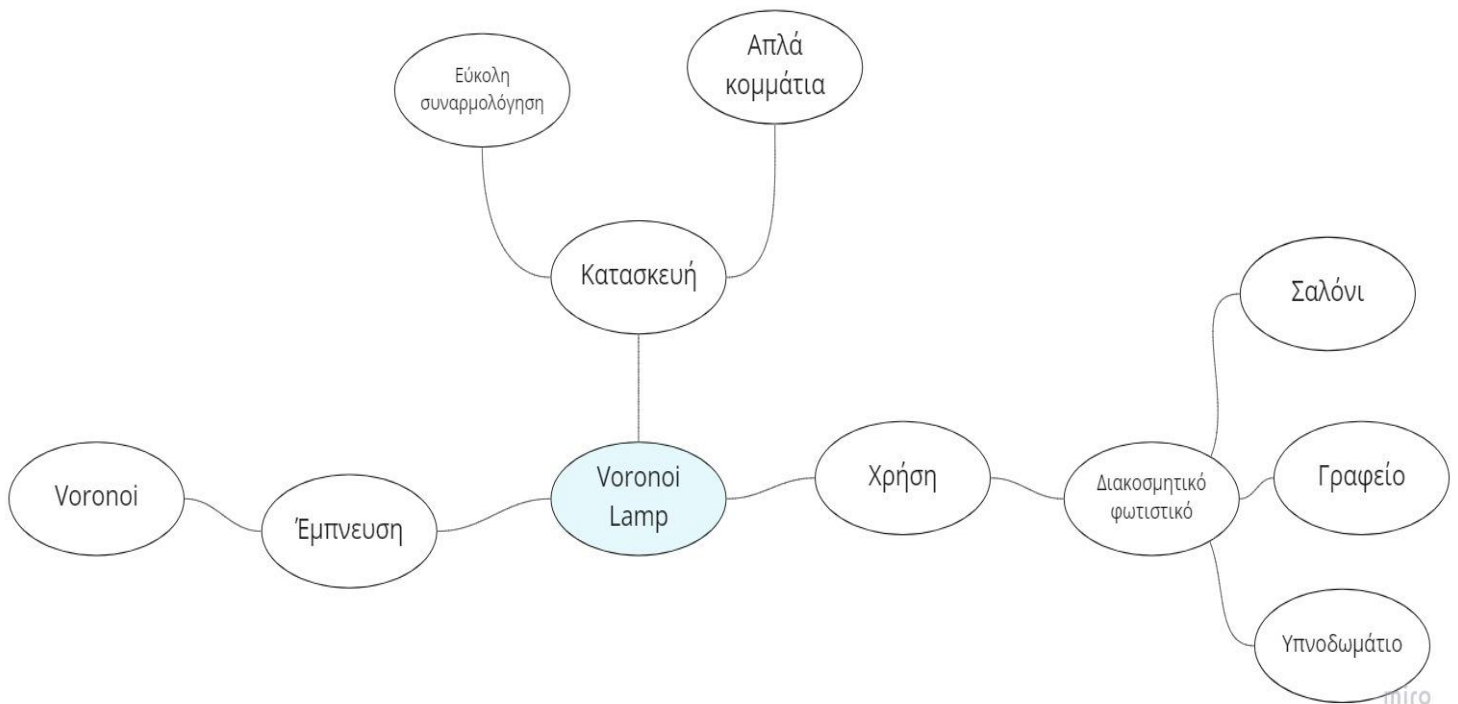 Εύκολη
συναρμολόγηση
Απλά
κομμάτια
Κατασκευή
Σαλόνι
Voronoi
Έμπνευση
Voronoi
Lamp
Χρήση
Διακοσμητικό
φωτιστικό
Γραφείο
Υπνοδωμάτιο
miro